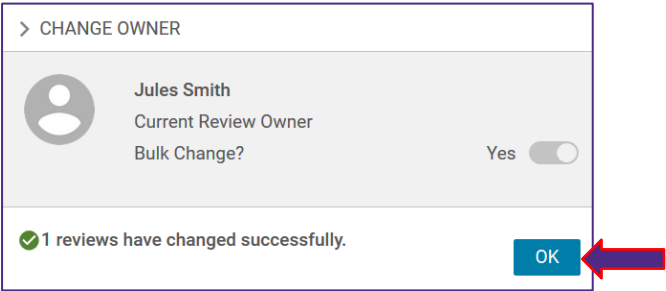 CHANGE OWNER
Jules Smith
Current Review Owner
Bulk Change? Yes
1 reviews have changed successfully.
OK